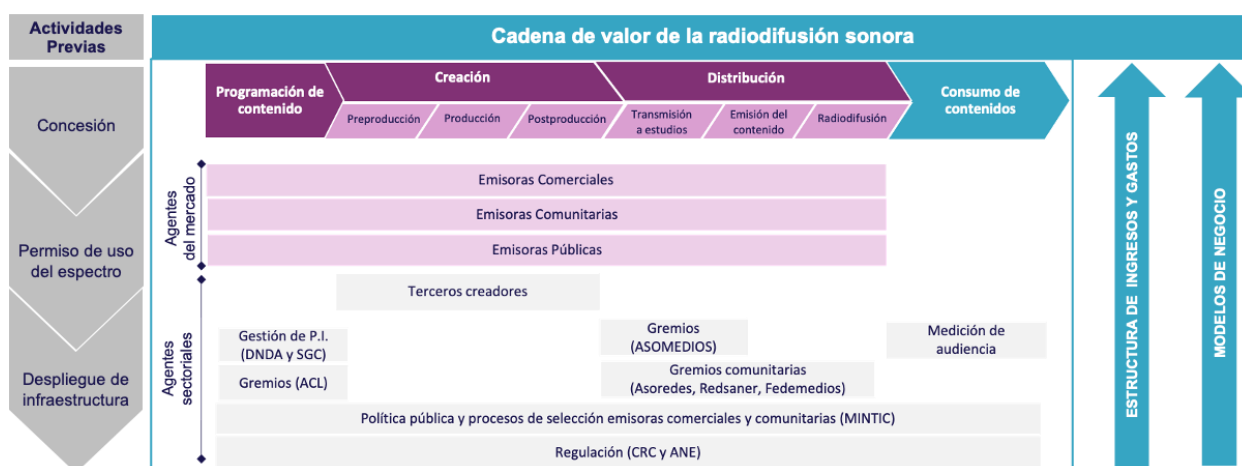 Actividades
Previas
Concesión
Permiso de uso
del espectro
Despliegue de
infraestructura
Cadena de valor de la radiodifusión sonora
Programación de
contenido
Creación
Preproducción
Producción
Postproducción
Distribución
Transmisión
a estudios
Emisión del
contenido
Radiodifusión
Consumo de
contenidos
Agentes
del mercado
Emisoras Comerciales
Emisoras Comunitarias
Emisoras Públicas
Agentes
sectoriales
Terceros creadores
Gestión de P.I.
(DNDA y SGC)
Gremios
(ASOMEDIOS)
Medición de
audiencia
Gremios (ACL)
Gremios comunitarios
(Asoredes, Redsaner, Fedemedios)
Política pública y procesos de selección emisoras comerciales y comunitarias (MINTIC)
Regulación (CRC y ANE)
ESTRUCTURA DE INGRESOS Y GASTOS
MODELOS DE NEGOCIO